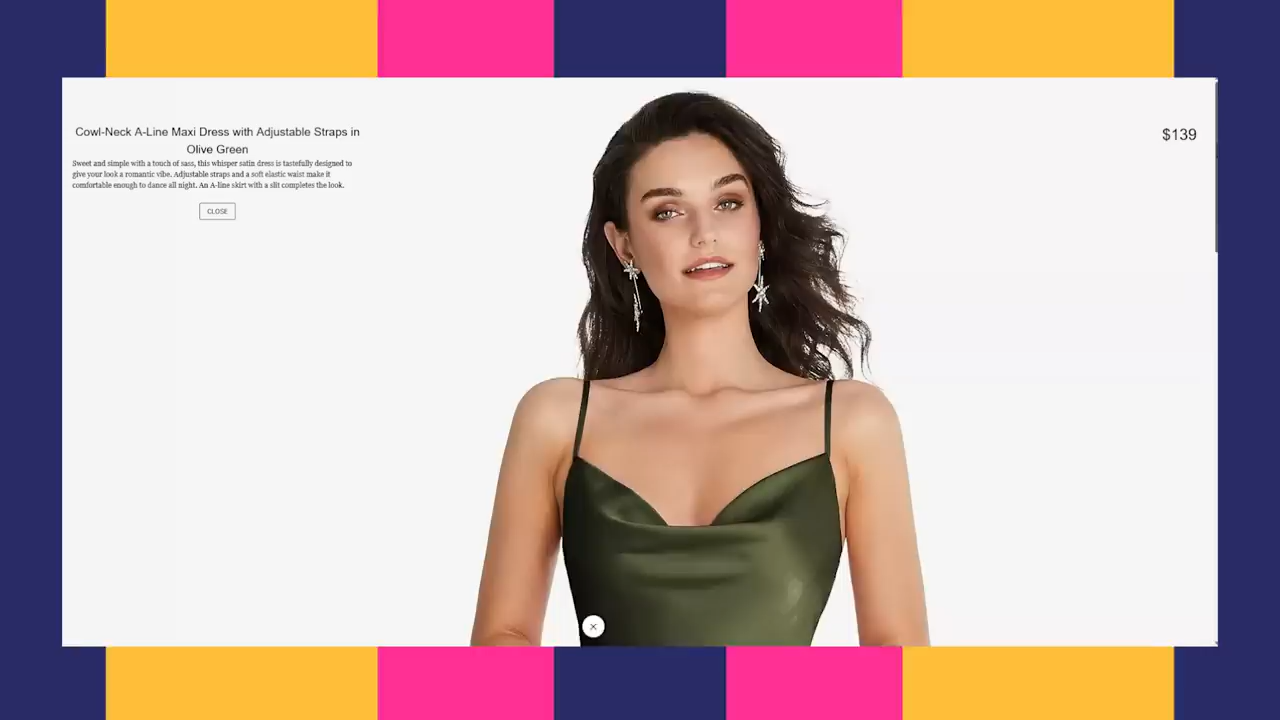 Cowl-Neck A-Line Maxi Dress with Adjustable Straps in
Olive Green
$139
Sweet and simple with a touch of sass, this whisper satin dress is tastefully designed to
give your look a romantic vibe. Adjustable straps and a soft elastic waist make it
comfortable enough to dance all night. An A-line skirt with a slit completes the look.
CLOSE